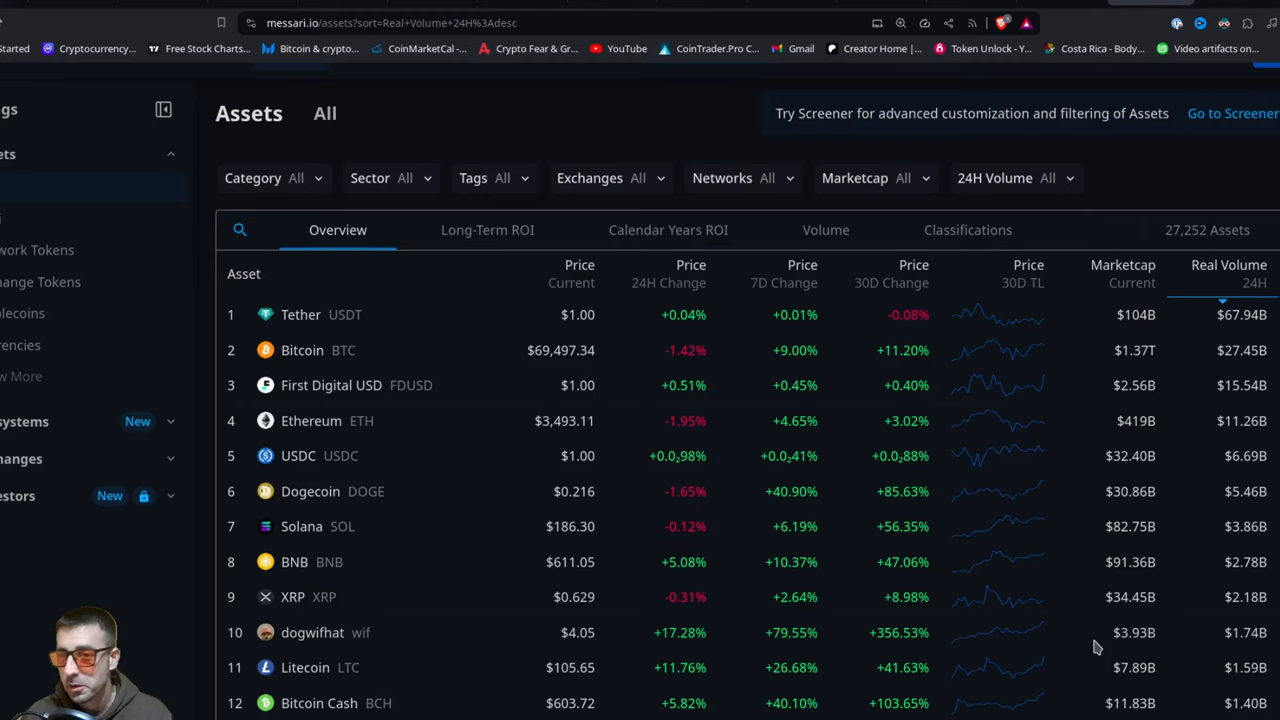 messari.io/assets?sort=Real+Volume+24H%3Adesc
Started Cryptocurrency... Free Stock Charts... Bitcoin & crypto... CoinMarketCal -... Crypto Fear & Gr... YouTube CoinTrader.Pro C... Gmail Creator Home |... Token Unlock - Y... Costa Rica - Body... Video artifacts on...
gs
Assets All
Try Screener for advanced customization and filtering of Assets Go to Screener
ets
Category All Sector All Tags All Exchanges All Networks All Marketcap All 24H Volume All
i
work Tokens
hange Tokens
olecoins
rencies
w More
systems New
hanges
estors New
Overview Long-Term ROI Calendar Years ROI Volume Classifications 27,252 Assets
Asset Price Current Price 24H Change Price 7D Change Price 30D Change Price 30D TL Marketcap Current Real Volume 24H
1 Tether USDT $1.00 +0.04% +0.01% -0.08% $104B $67.94B
2 Bitcoin BTC $69,497.34 -1.42% +9.00% +11.20% $1.37T $27.45B
3 First Digital USD FDUSD $1.00 +0.51% +0.45% +0.40% $2.56B $15.54B
4 Ethereum ETH $3,493.11 -1.95% +4.65% +3.02% $419B $11.26B
5 USDC USDC $1.00 +0.0₂98% +0.0₂41% +0.0₂88% $32.40B $6.69B
6 Dogecoin DOGE $0.216 -1.65% +40.90% +85.63% $30.86B $5.46B
7 Solana SOL $186.30 -0.12% +6.19% +56.35% $82.75B $3.86B
8 BNB BNB $611.05 +5.08% +10.37% +47.06% $91.36B $2.78B
9 XRP XRP $0.629 -0.31% +2.64% +8.98% $34.45B $2.18B
10 dogwifhat wif $4.05 +17.28% +79.55% +356.53% $3.93B $1.74B
11 Litecoin LTC $105.65 +11.76% +26.68% +41.63% $7.89B $1.59B
12 Bitcoin Cash BCH $603.72 +5.82% +40.10% +103.65% $11.83B $1.40B